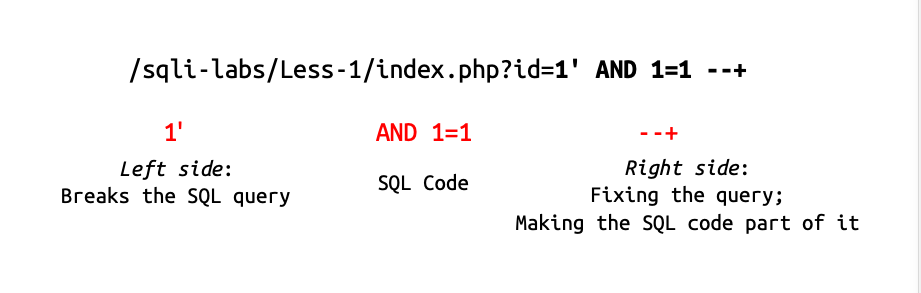 /sqli-labs/Less-1/index.php?id=1' AND 1=1 --+
1'
AND 1=1
--+
Left side:
Breaks the SQL query
SQL Code
Right side:
Fixing the query;
Making the SQL code part of it